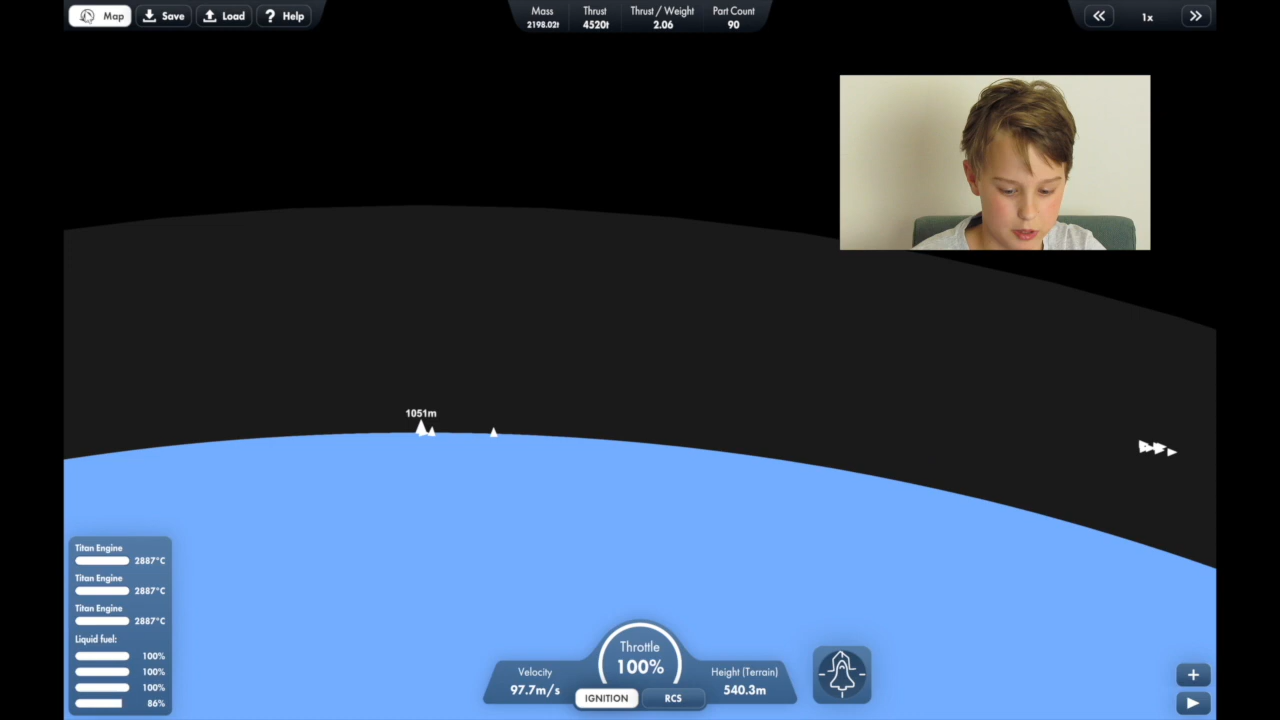 Map
Save
Load
? Help
Mass
2198.02t
Thrust
4520t
Thrust / Weight
2.06
Part Count
90
1x
1051m
Titan Engine
2887°C
Titan Engine
2887°C
Titan Engine
2887°C
Liquid fuel:
100%
100%
100%
86%
Throttle
100%
Velocity
97.7m/s
Height (Terrain)
540.3m
IGNITION
RCS